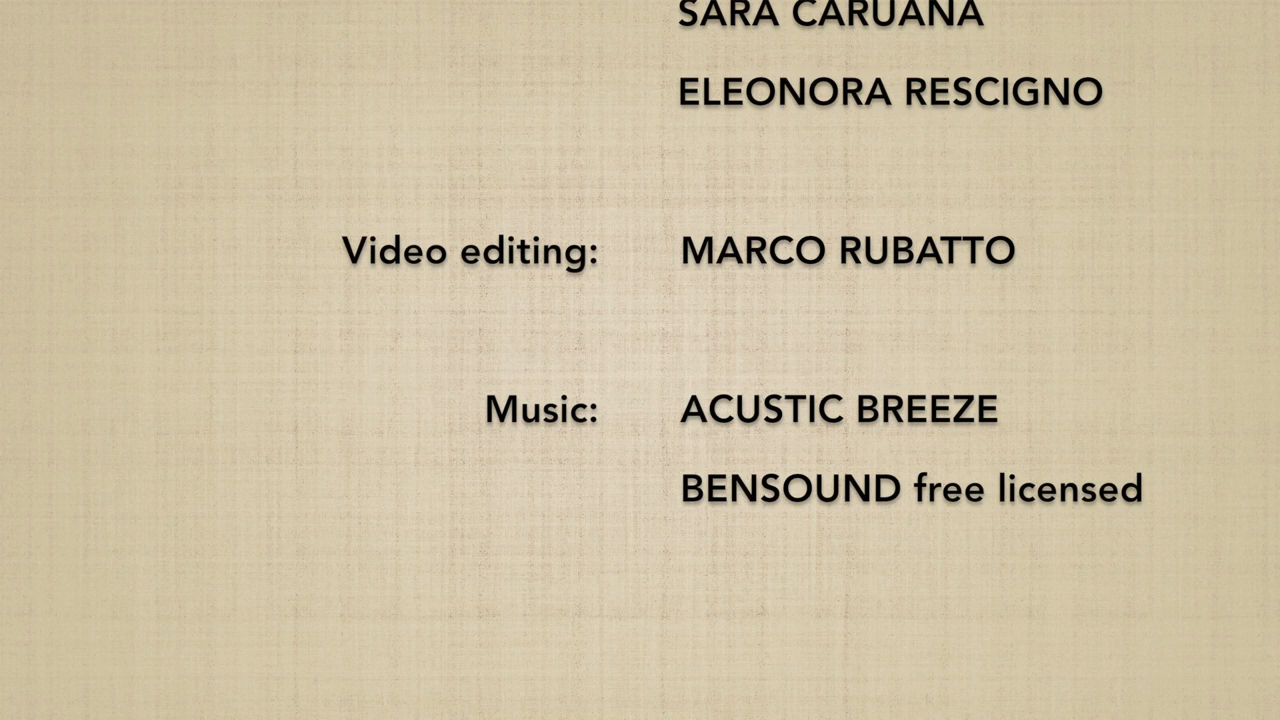 SARA CARUANA
ELEONORA RESCIGNO
Video editing: MARCO RUBATTO
Music: ACUSTIC BREEZE
BENSOUND free licensed